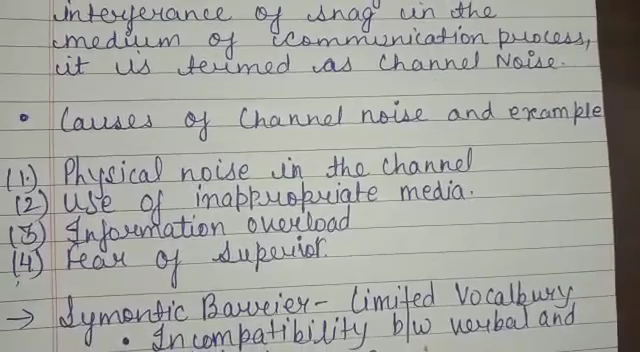 interferance of snag in the
medium of communication process,
it is termed as Channel Noise.
• Causes of Channel noise and example
(1) Physical noise in the channel
(2) Use of inappropriate media.
(3) Information overload
(4) Fear of superior.
→ Symontic Barrier - Limited Vocalbury
• Incompatibility b/w verbal and